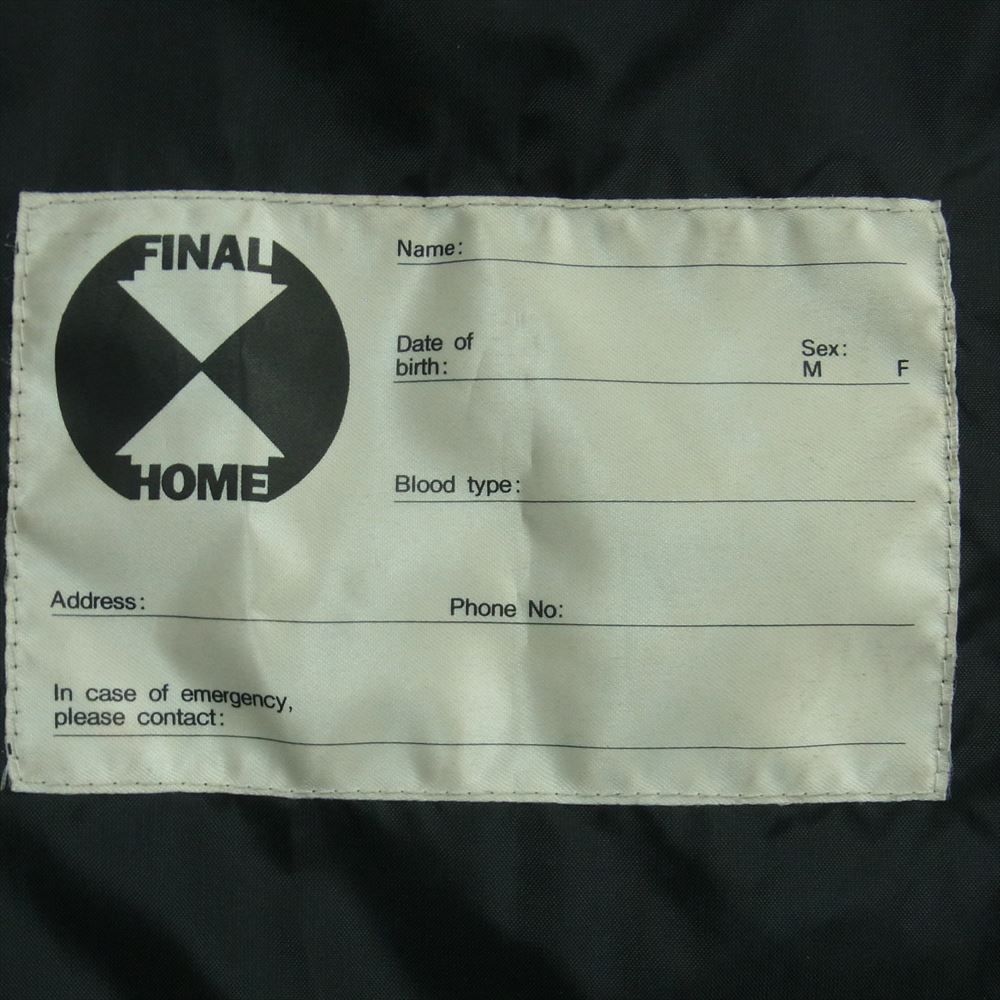 FINAL
HOME
Name:
Date of
birth:
Sex:
M F
Blood type:
Address: Phone No:
In case of emergency,
please contact: